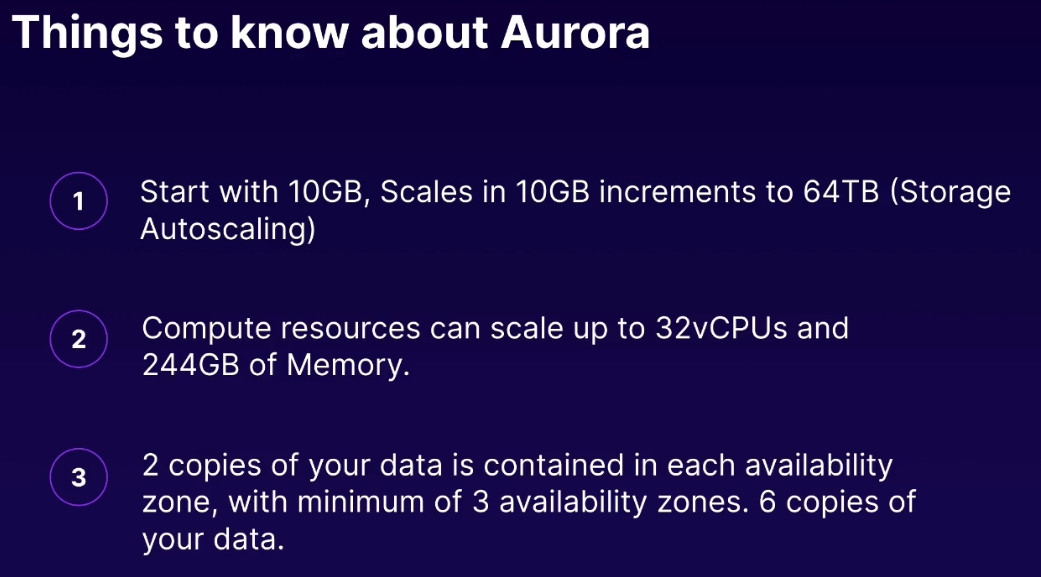 Things to know about Aurora
1
Start with 10GB, Scales in 10GB increments to 64TB (Storage
Autoscaling)
2
Compute resources can scale up to 32vCPUs and
244GB of Memory.
3
2 copies of your data is contained in each availability
zone, with minimum of 3 availability zones. 6 copies of
your data.